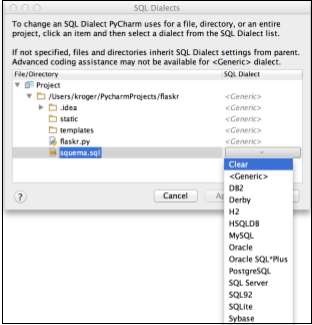 SQL Dialects
To change an SQL Dialect PyCharm uses for a file, directory, or an entire
project, click an item and then select a dialect from the SQL Dialect list.
If not specified, files and directories inherit SQL Dialect settings from parent.
Advanced coding assistance may not be available for <Generic> dialect.
File/Directory SQL Dialect
Project
/Users/kroger/PycharmProjects/flaskr <Generic>
.idea <Generic>
static <Generic>
templates <Generic>
flaskr.py <Generic>
squema.sql
? Cancel Ap
Clear
<Generic>
DB2
Derby
H2
HSQLDB
MySQL
Oracle
Oracle SQL*Plus
PostgreSQL
SQL Server
SQL92
SQLite
Sybase